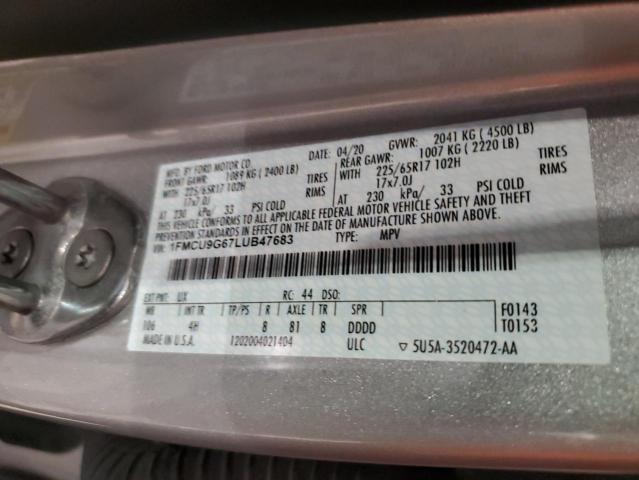 MFD. BY FORD MOTOR CO.
DATE: 04/20 GVWR: 2041 KG ( 4500 LB)
FRONT GAWR: 1089 KG ( 2400 LB) REAR GAWR: 1007 KG ( 2220 LB)
WITH 225/65R17 102H TIRES WITH 225/65R17 102H TIRES
17x7.0J RIMS 17x7.0J RIMS
AT 230 kPa/ 33 PSI COLD AT 230 kPa/ 33 PSI COLD
THIS VEHICLE CONFORMS TO ALL APPLICABLE FEDERAL MOTOR VEHICLE SAFETY AND THEFT
PREVENTION STANDARDS IN EFFECT ON THE DATE OF MANUFACTURE SHOWN ABOVE.
VIN: 1FMCU9G67LUB47683 TYPE: MPV
EXT PNT: UX RC: 44 DSO:
WB INT TR TP/PS R AXLE TR SPR F0143
106 4H 8 81 8 DDDD T0153
MADE IN U.S.A. 1202004021404 ULC ▽ 5U5A-3520472-AA